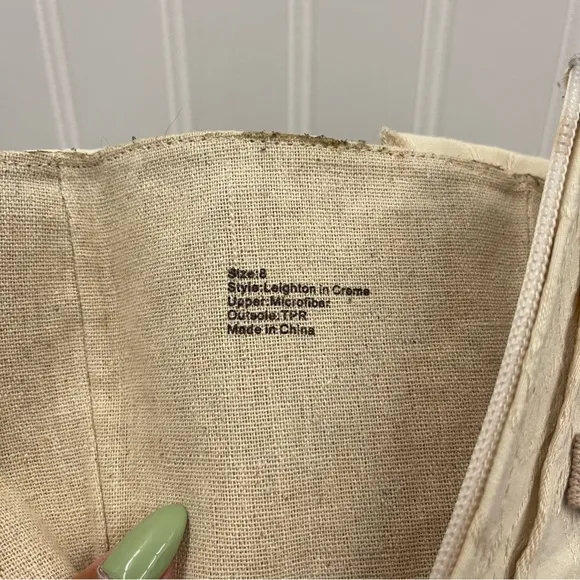 Size:8
Style:Leighton in Creme
Upper:Microfiber
Outsole:TPR
Made in China